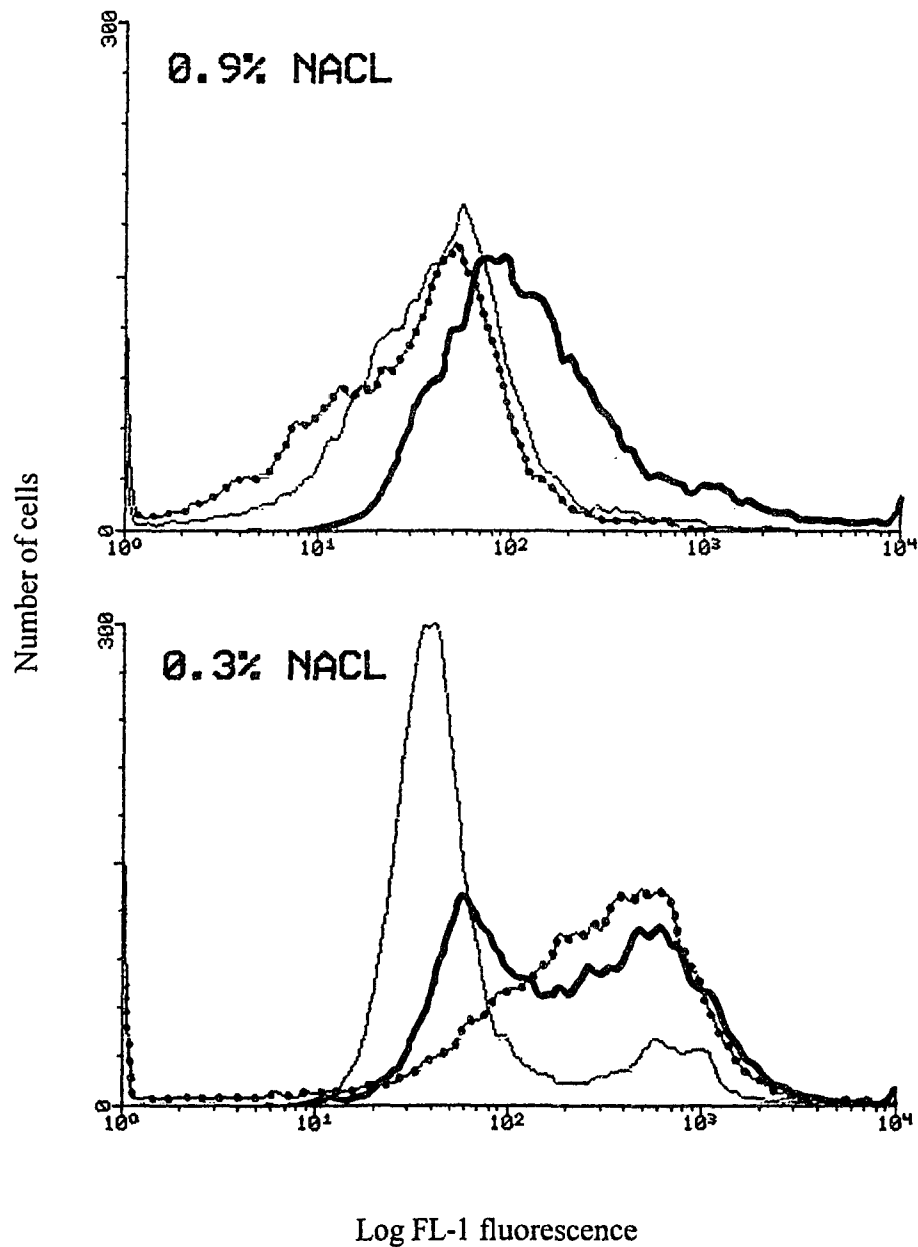 300
0.9% NACL
0
10⁰ 10¹ 10² 10³ 10⁴
Number of cells
300
0.3% NACL
0
10⁰ 10¹ 10² 10³ 10⁴
Log FL-1 fluorescence